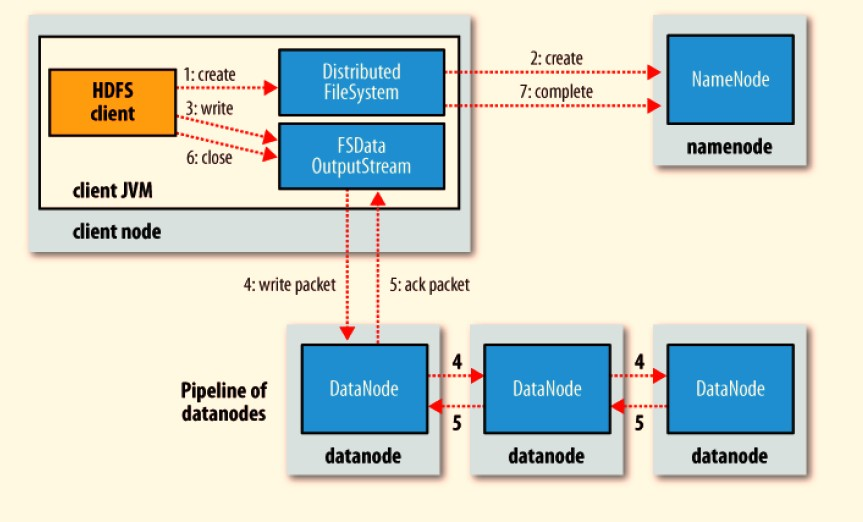 1: create
HDFS
client
3: write
6: close
Distributed
FileSystem
FSData
OutputStream
client JVM
client node
2: create
7: complete
NameNode
namenode
4: write packet
5: ack packet
Pipeline of
datanodes
DataNode
datanode
4
5
DataNode
datanode
4
5
DataNode
datanode